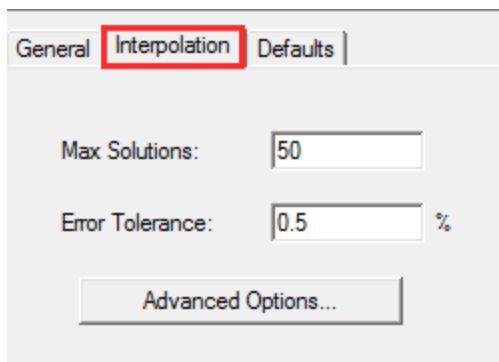 General Interpolation Defaults
Max Solutions: 50
Error Tolerance: 0.5 %
Advanced Options...